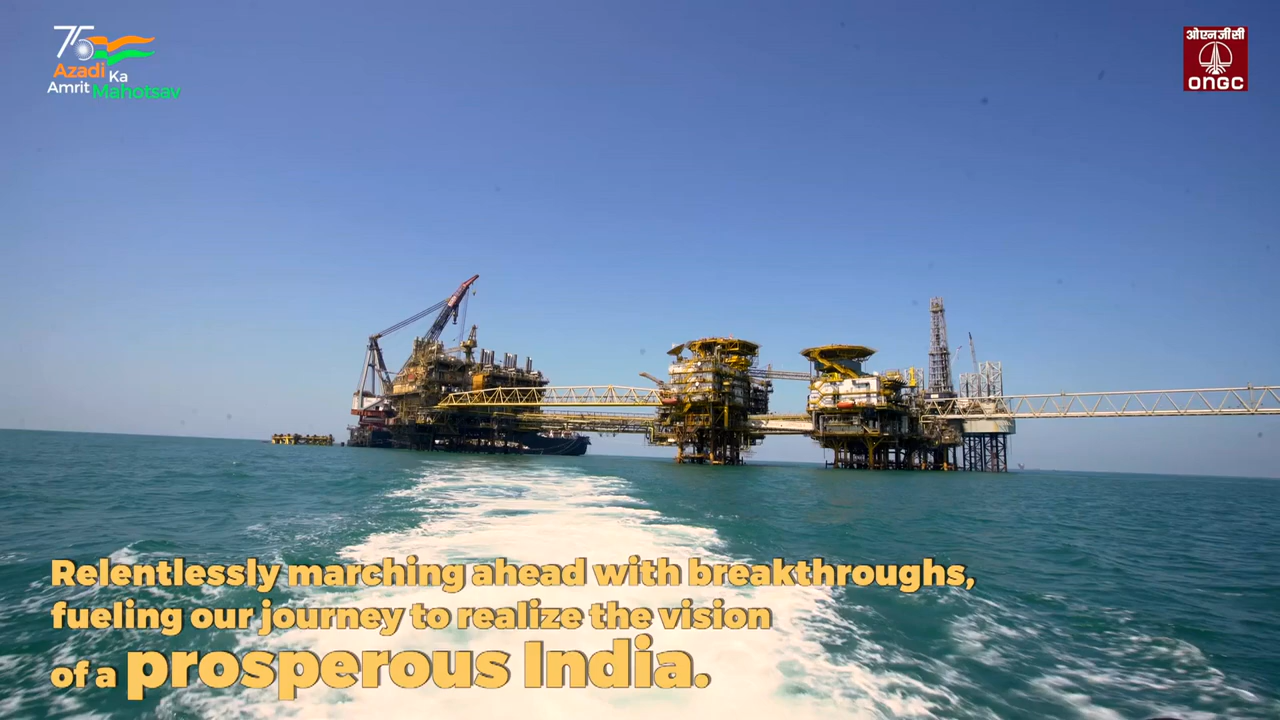 75
Azadi Ka
Amrit Mahotsav
ओएनजीसी
ONGC
Relentlessly marching ahead with breakthroughs,
fueling our journey to realize the vision
of a prosperous India.